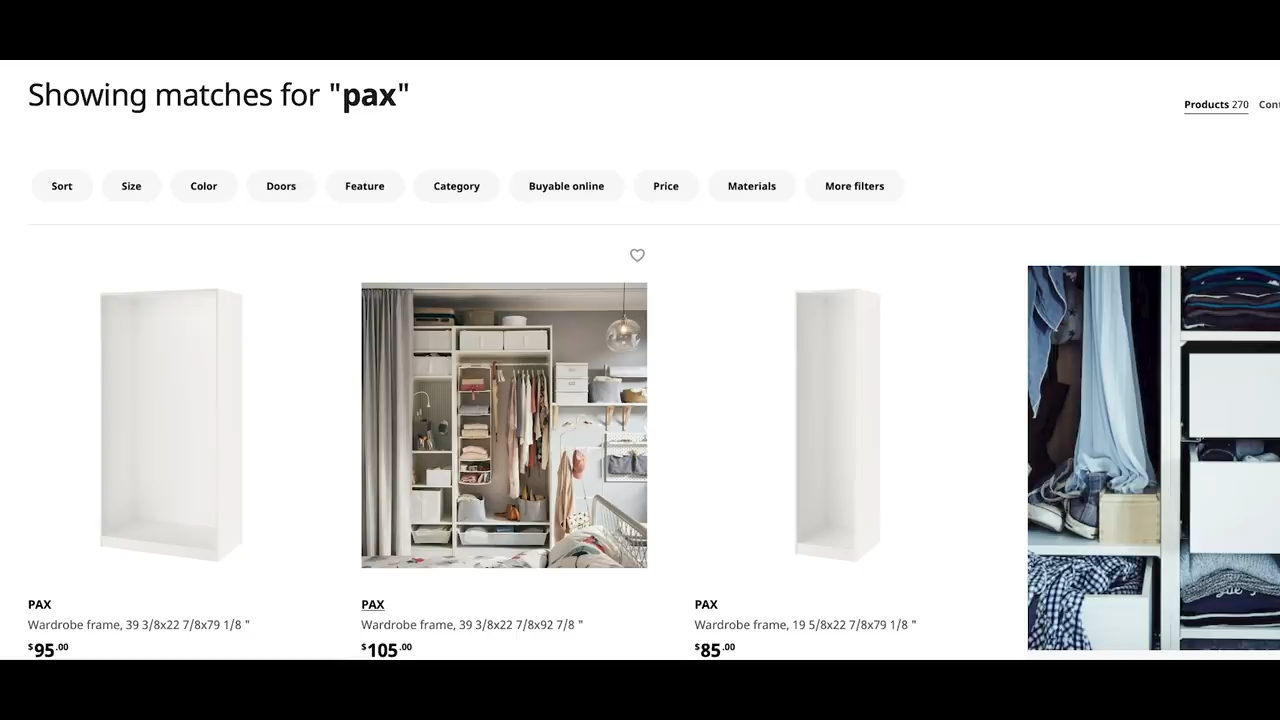 Showing matches for "pax"
Products 270
Sort Size Color Doors Feature Category Buyable online Price Materials More filters
PAX
Wardrobe frame, 39 3/8x22 7/8x79 1/8 "
$95.00
PAX
Wardrobe frame, 39 3/8x22 7/8x92 7/8 "
$105.00
PAX
Wardrobe frame, 19 5/8x22 7/8x79 1/8 "
$85.00